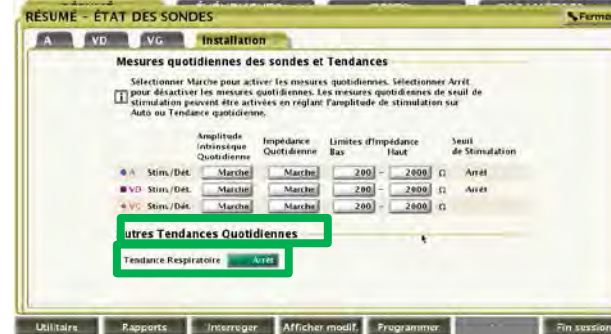 RÉSUMÉ - ÉTAT DES SONDES
Fermer
A VD VG Installation
Mesures quotidiennes des sondes et Tendances
Sélectionner Marche pour activer les mesures quotidiennes. Sélectionner Arrêt
pour désactiver les mesures quotidiennes. Les mesures quotidiennes de seuil de
stimulation peuvent être activées en réglant l'amplitude de stimulation sur
Auto ou Tendance quotidienne.
Amplitude Intrinsèque Quotidienne Impédance Quotidienne Limites d'Impédance Bas Haut Seuil de Stimulation
A Stim./Dét. Marche Marche 200 - 2000 Ω Arrêt
VD Stim./Dét. Marche Marche 200 - 2000 Ω Arrêt
VG Stim./Dét. Marche Marche 200 - 2000 Ω
utres Tendances Quotidiennes
Tendance Respiratoire Arrêt
Utilitaire Rapports Interroger Afficher modif. Programmer Fin session